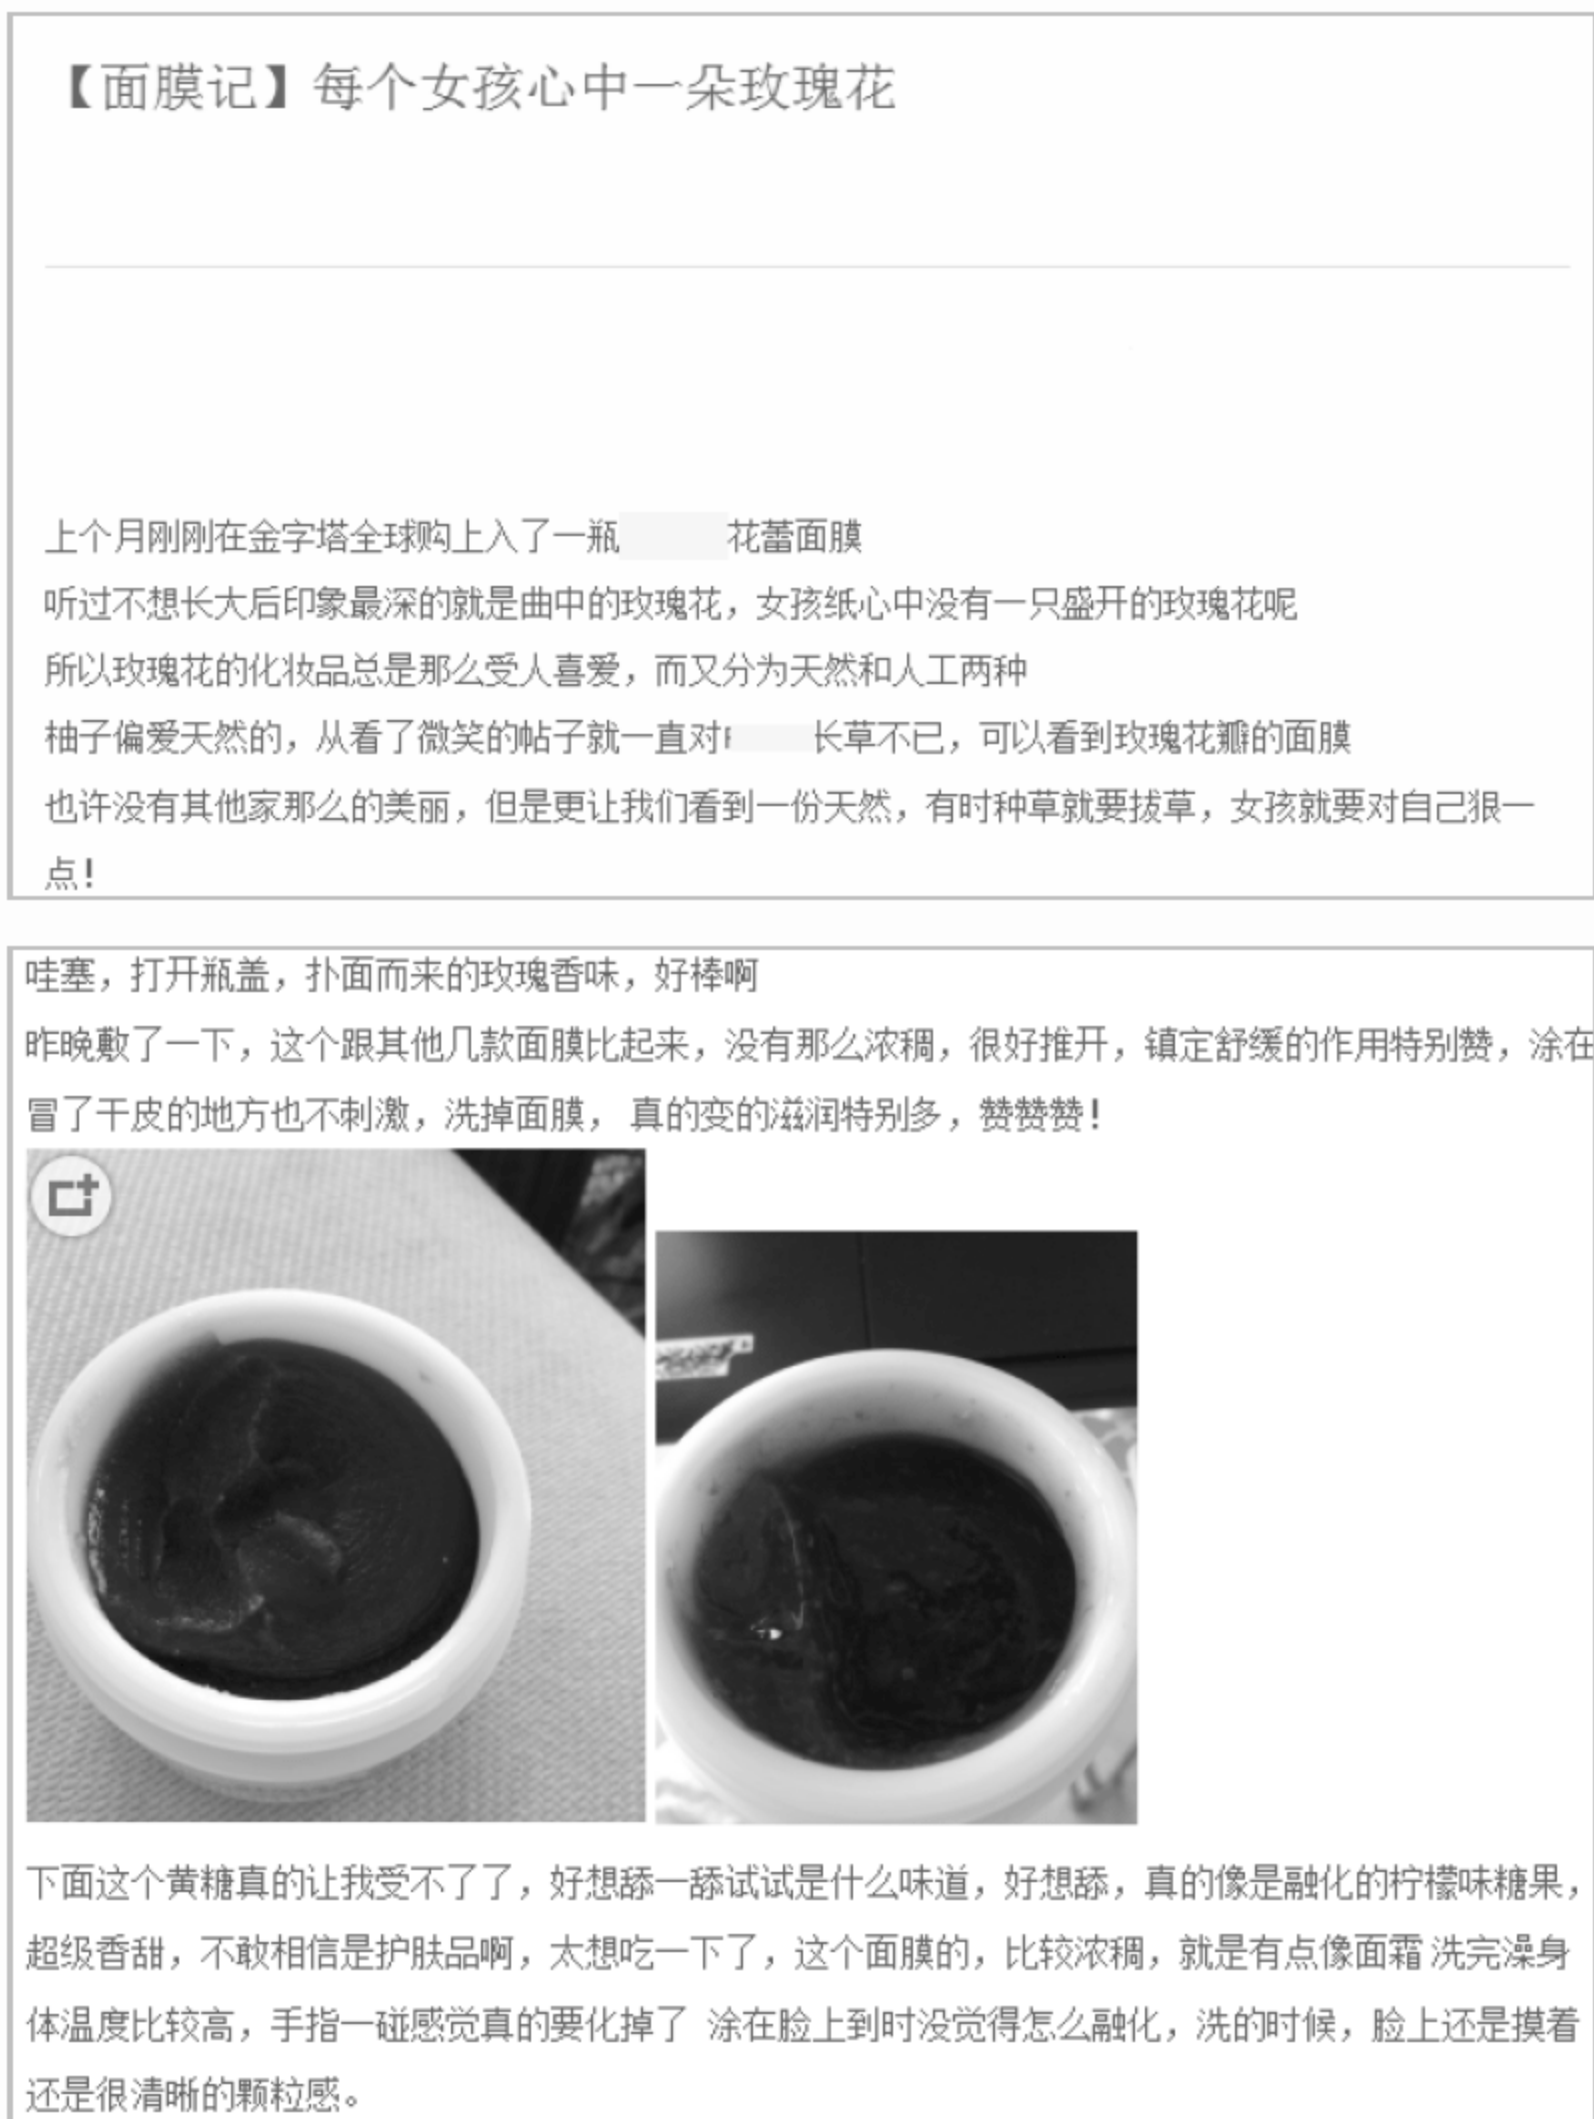 【面膜记】每个女孩心中一朵玫瑰花
上个月刚刚在金字塔全球购上入了一瓶 花蕾面膜
听过不想长大后印象最深的就是曲中的玫瑰花，女孩纸心中没有一只盛开的玫瑰花呢
所以玫瑰花的化妆品总是那么受人喜爱，而又分为天然和人工两种
柚子偏爱天然的，从看了微笑的帖子就一直对 长草不已，可以看到玫瑰花瓣的面膜
也许没有其他家那么的美丽，但是更让我们看到一份天然，有时种草就要拔草，女孩就要对自己狠一
点！
哇塞，打开瓶盖，扑面而来的玫瑰香味，好棒啊
昨晚敷了一下，这个跟其他几款面膜比起来，没有那么浓稠，很好推开，镇定舒缓的作用特别赞，涂在
冒了干皮的地方也不刺激，洗掉面膜， 真的变的滋润特别多，赞赞赞！
下面这个黄糖真的让我受不了了，好想舔一舔试试是什么味道，好想舔，真的像是融化的柠檬味糖果，
超级香甜，不敢相信是护肤品啊，太想吃一下了，这个面膜的，比较浓稠，就是有点像面霜 洗完澡身
体温度比较高，手指一碰感觉真的要化掉了 涂在脸上到时没觉得怎么融化，洗的时候，脸上还是摸着
还是很清晰的颗粒感。